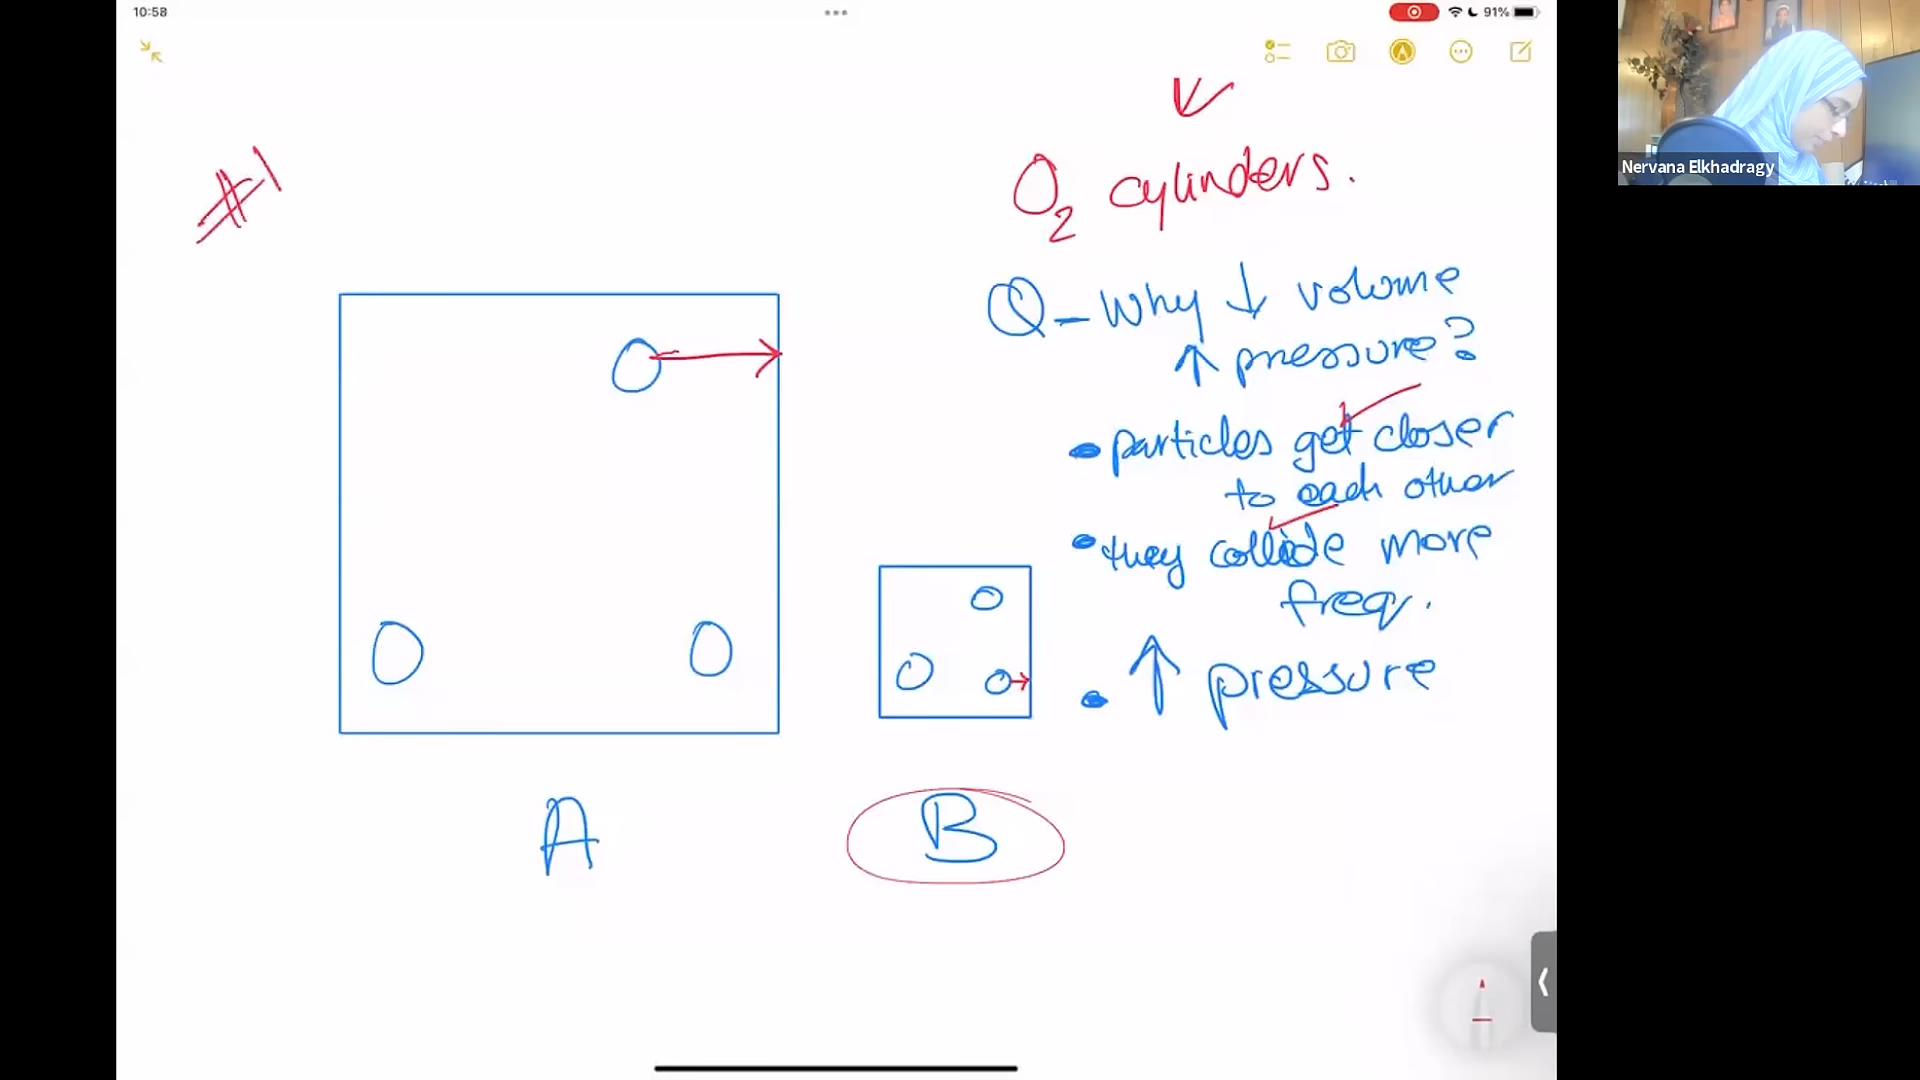 10:58
91%
Nervana Elkhadragy
#1
O2 cylinders.
Q - Why ↓ volume
↑ pressure?
• particles get closer
to each other
• they collide more
freq.
• ↑ pressure
A
B